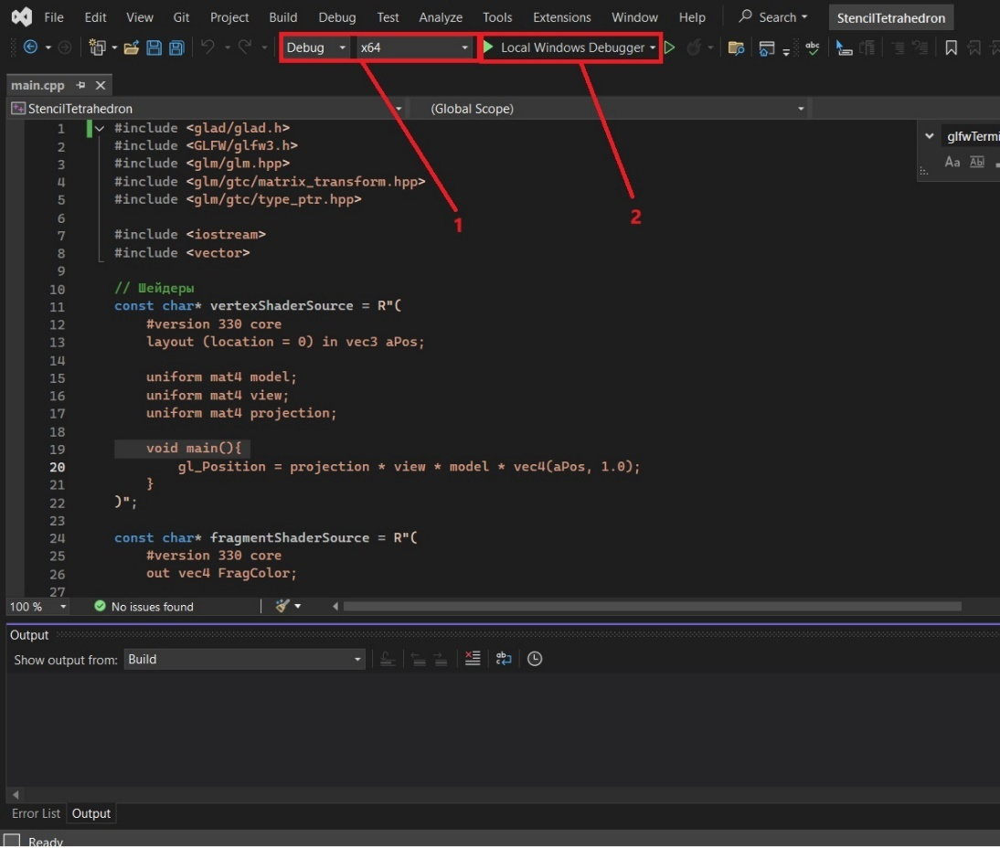 File Edit View Git Project Build Debug Test Analyze Tools Extensions Window Help Search StencilTetrahedron
Debug x64 Local Windows Debugger
main.cpp
StencilTetrahedron (Global Scope)
1 #include <glad/glad.h>
2 #include <GLFW/glfw3.h>
3 #include <glm/glm.hpp>
4 #include <glm/gtc/matrix_transform.hpp>
5 #include <glm/gtc/type_ptr.hpp>
6
7 #include <iostream>
8 #include <vector>
9
10 // Шейдеры
11 const char* vertexShaderSource = R"(
12 #version 330 core
13 layout (location = 0) in vec3 aPos;
14
15 uniform mat4 model;
16 uniform mat4 view;
17 uniform mat4 projection;
18
19 void main(){
20 gl_Position = projection * view * model * vec4(aPos, 1.0);
21 }
22 )";
23
24 const char* fragmentShaderSource = R"(
25 #version 330 core
26 out vec4 FragColor;
27
glfwTermi
Aa Ab
1
2
100 % No issues found
Output
Show output from: Build
Error List Output
Ready